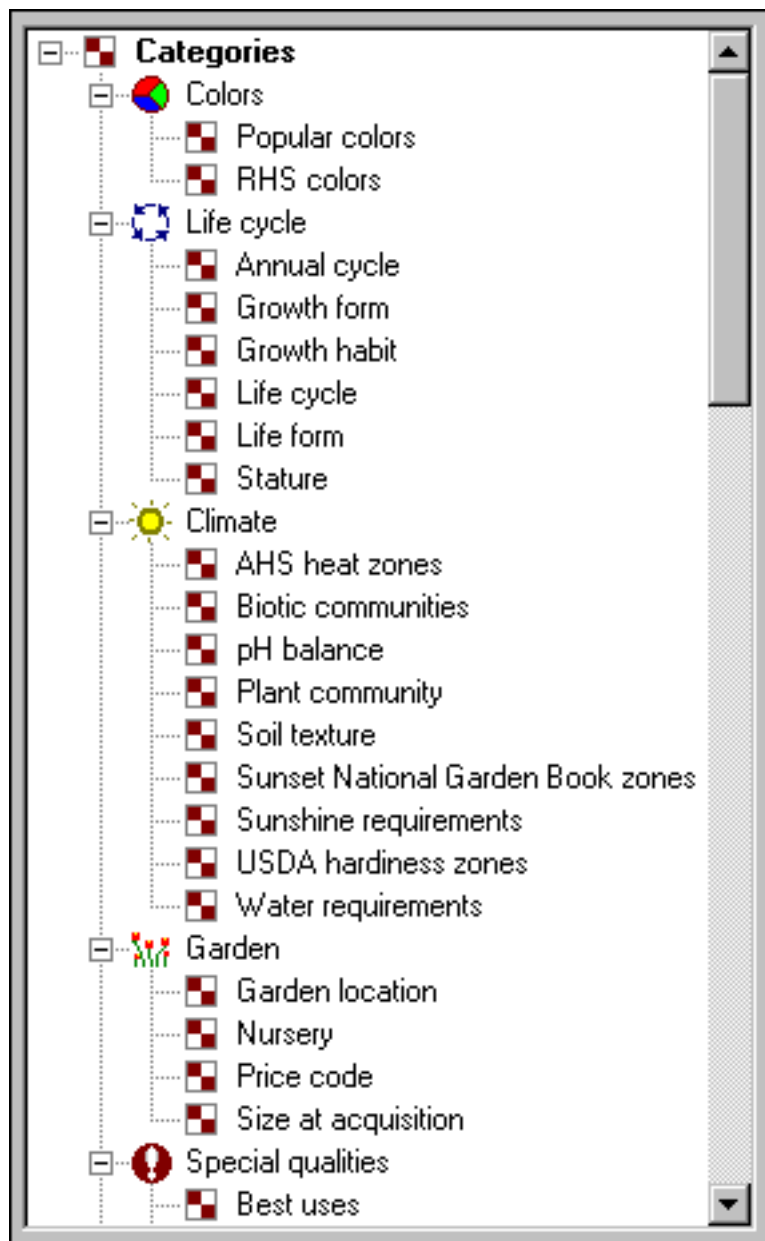 Categories
Colors
Popular colors
RHS colors
Life cycle
Annual cycle
Growth form
Growth habit
Life cycle
Life form
Stature
Climate
AHS heat zones
Biotic communities
pH balance
Plant community
Soil texture
Sunset National Garden Book zones
Sunshine requirements
USDA hardiness zones
Water requirements
Garden
Garden location
Nursery
Price code
Size at acquisition
Special qualities
Best uses